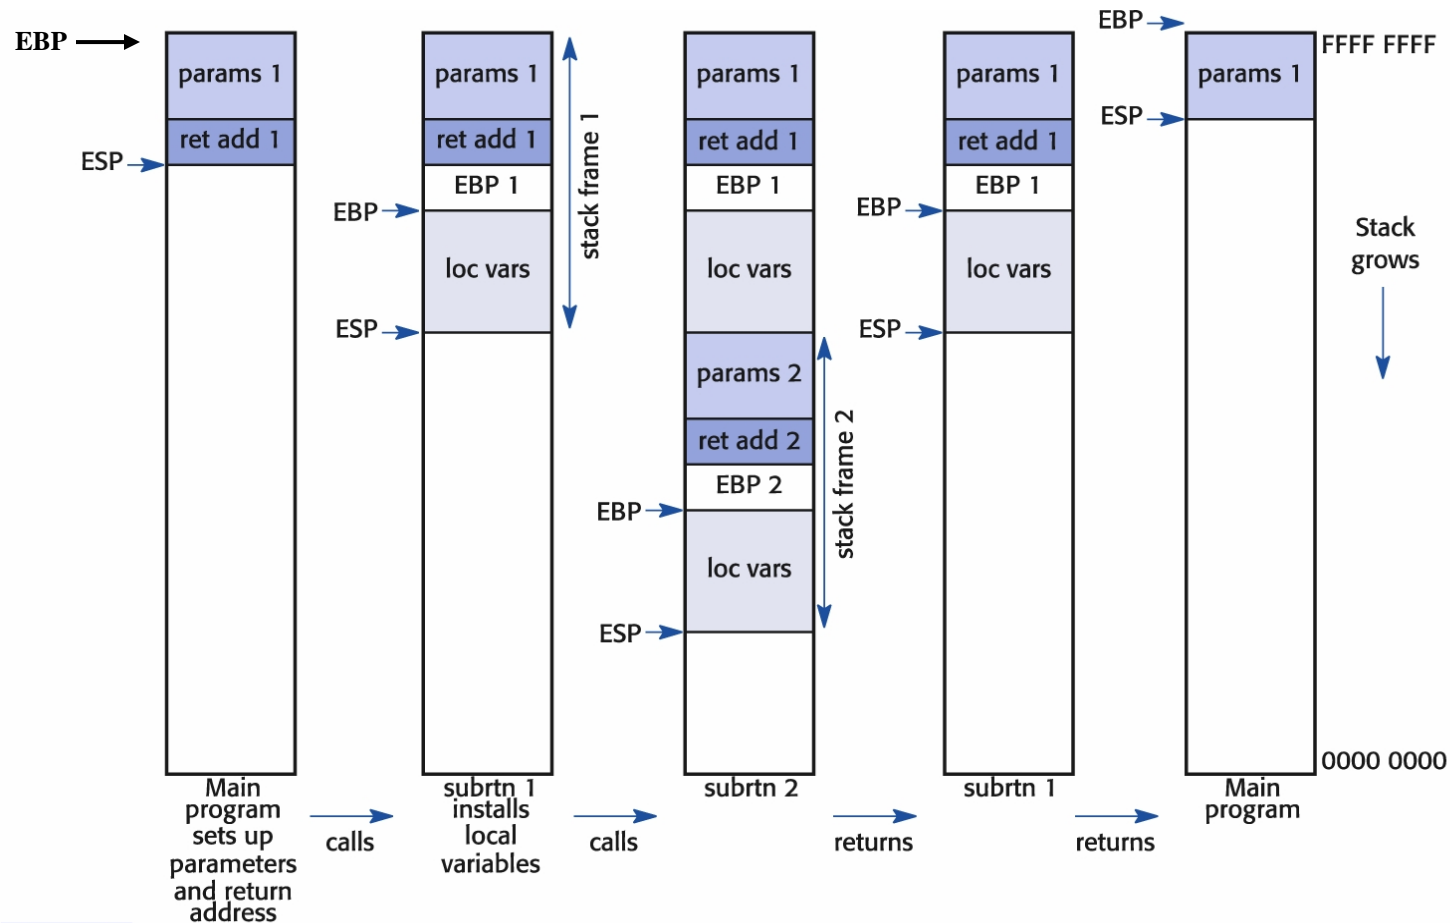 EBP
params 1
ret add 1
ESP
Main
program
sets up
parameters
and return
address
calls
params 1
ret add 1
EBP 1
EBP
loc vars
ESP
stack frame 1
subrtn 1
installs
local
variables
calls
params 1
ret add 1
EBP 1
loc vars
params 2
ret add 2
EBP 2
EBP
loc vars
ESP
stack frame 2
subrtn 2
returns
params 1
ret add 1
EBP 1
EBP
loc vars
ESP
subrtn 1
returns
EBP
FFFF FFFF
params 1
ESP
Stack
grows
0000 0000
Main
program